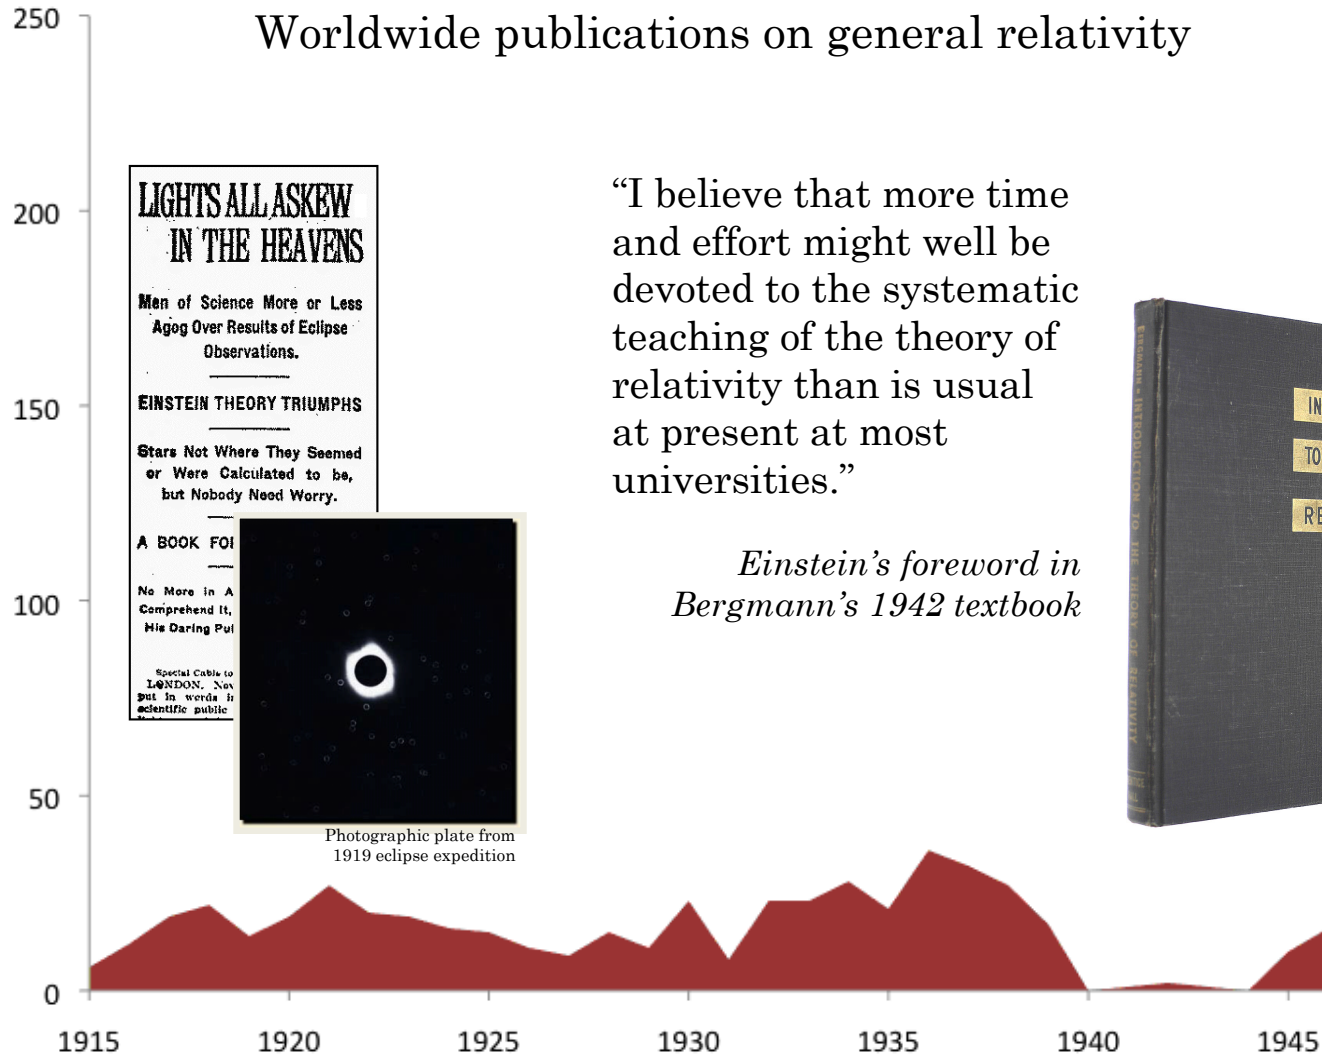 Worldwide publications on general relativity
250
200
150
100
50
0
LIGHTS ALL ASKEW
IN THE HEAVENS
Men of Science More or Less
Agog Over Results of Eclipse
Observations.
EINSTEIN THEORY TRIUMPHS
Stars Not Where They Seemed
or Were Calculated to be,
but Nobody Need Worry.
A BOOK FO
No More in A
Comprehend It,
His Daring Pu
Special Cable to
LONDON, Nov
put in words i
scientific public
Photographic plate from
1919 eclipse expedition
“I believe that more time
and effort might well be
devoted to the systematic
teaching of the theory of
relativity than is usual
at present at most
universities.”
Einstein’s foreword in
Bergmann’s 1942 textbook
BERGMANN • INTRODUCTION TO THE THEORY OF RELATIVITY
IN
TO
RE
1915 1920 1925 1930 1935 1940 1945